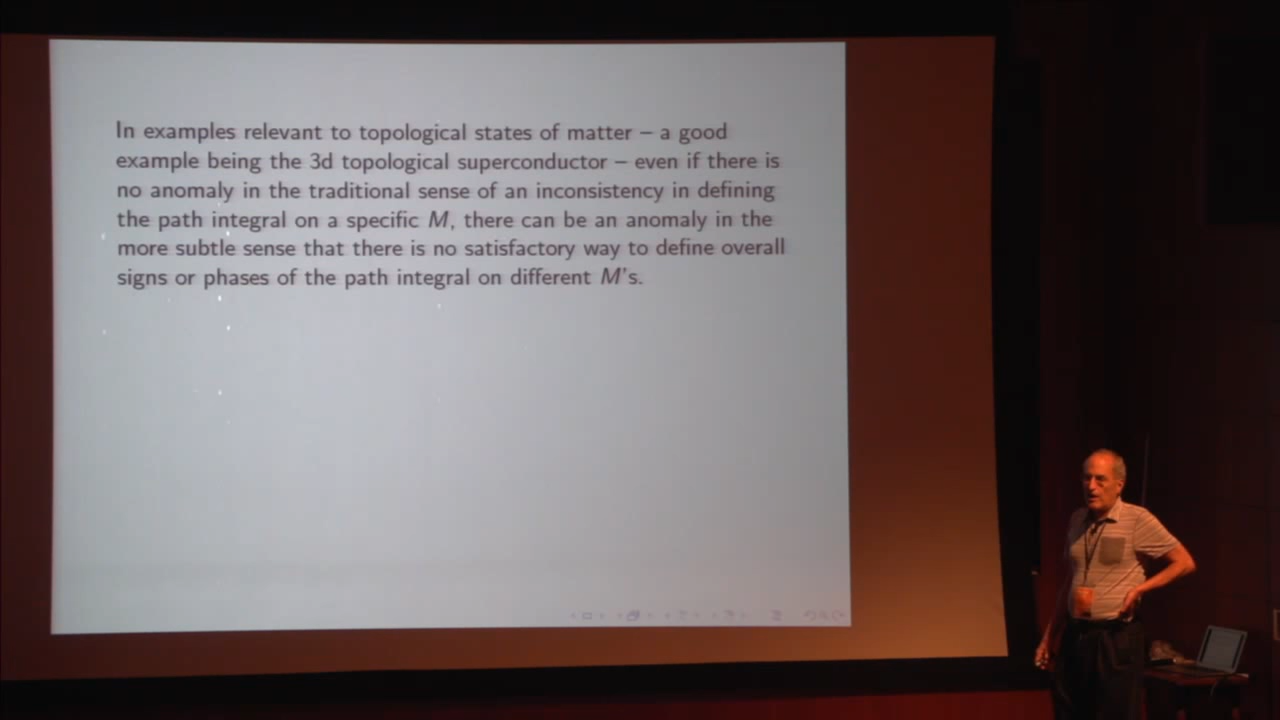 In examples relevant to topological states of matter – a good
example being the 3d topological superconductor – even if there is
no anomaly in the traditional sense of an inconsistency in defining
the path integral on a specific M, there can be an anomaly in the
more subtle sense that there is no satisfactory way to define overall
signs or phases of the path integral on different M's.